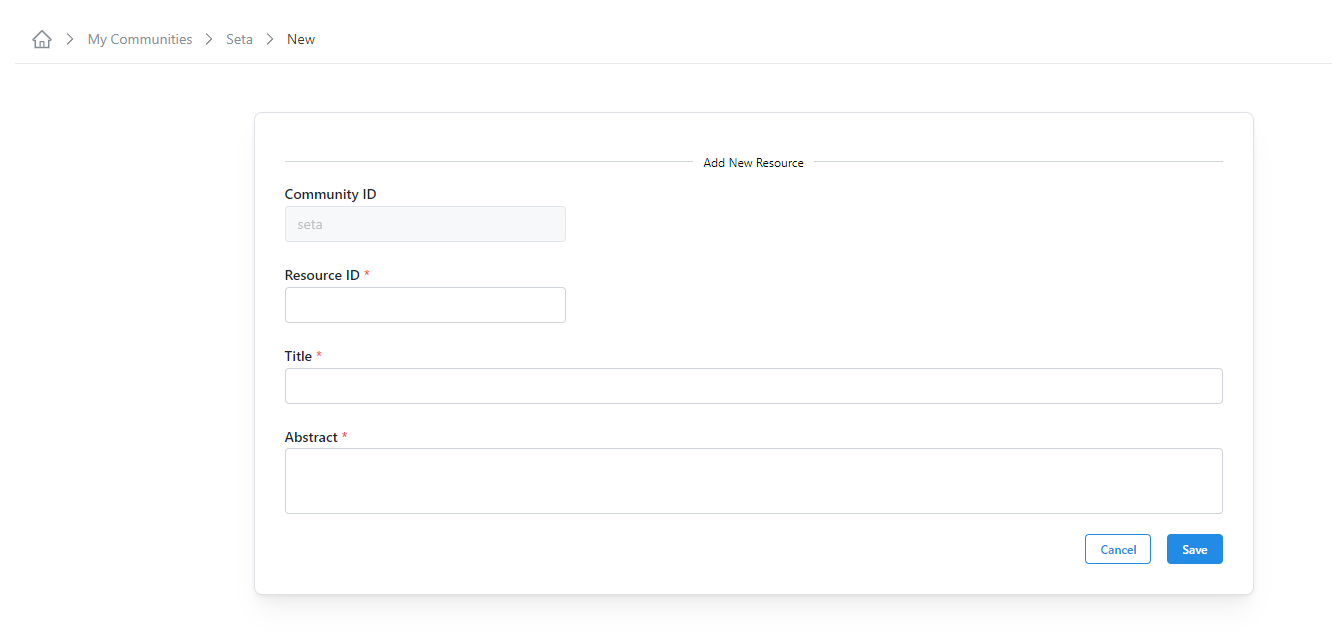 My Communities Seta New
Add New Resource
Community ID
seta
Resource ID *
Title *
Abstract *
Cancel Save